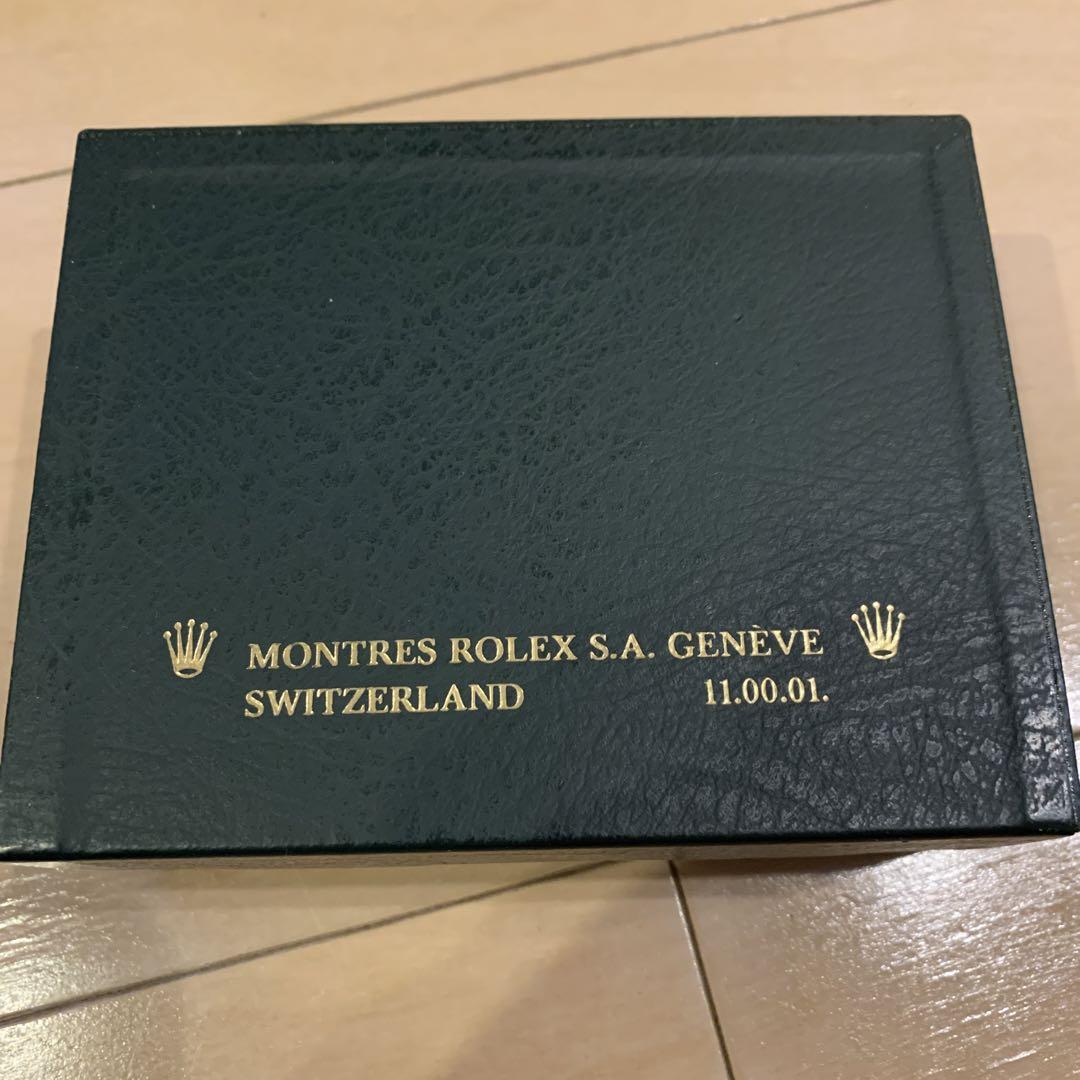 MONTRES ROLEX S.A. GENÈVE
SWITZERLAND 11.00.01.